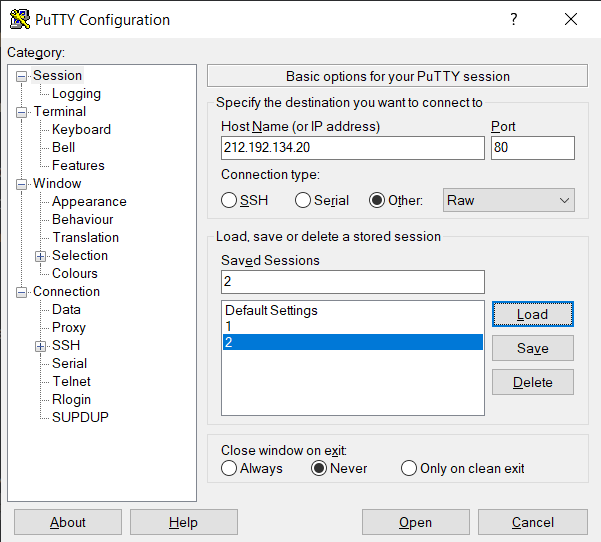 PuTTY Configuration
?
Category:
Session
Logging
Terminal
Keyboard
Bell
Features
Window
Appearance
Behaviour
Translation
Selection
Colours
Connection
Data
Proxy
SSH
Serial
Telnet
Rlogin
SUPDUP
Basic options for your PuTTY session
Specify the destination you want to connect to
Host Name (or IP address) Port
212.192.134.20 80
Connection type:
SSH Serial Other: Raw
Load, save or delete a stored session
Saved Sessions
2
Default Settings
1
2
Load
Save
Delete
Close window on exit:
Always Never Only on clean exit
About Help Open Cancel